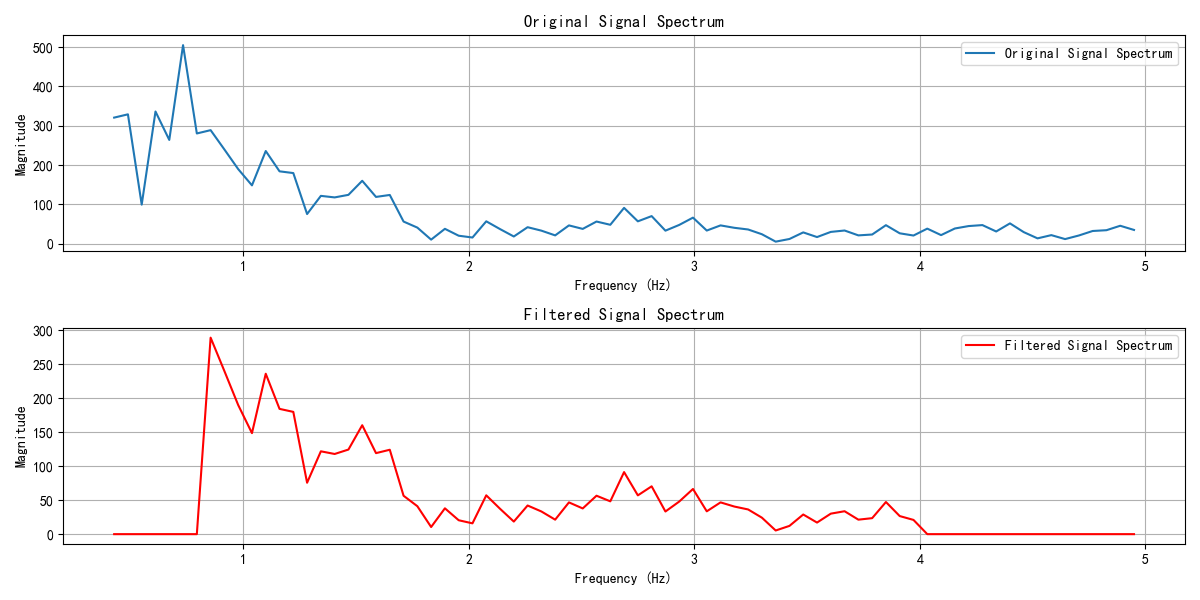 Original Signal Spectrum
Original Signal Spectrum
500
400
300
200
100
0
Magnitude
1
2
3
4
5
Frequency (Hz)
Filtered Signal Spectrum
Filtered Signal Spectrum
300
250
200
150
100
50
0
Magnitude
1
2
3
4
5
Frequency (Hz)